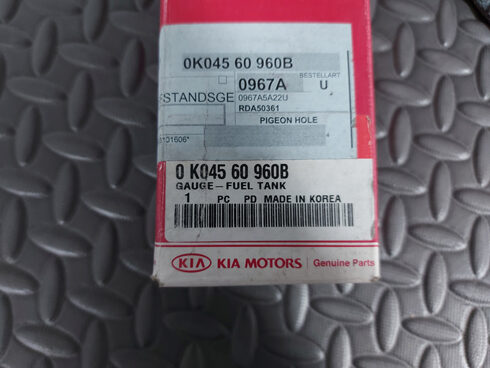 0K045 60 960B
BESTELLART
0967A U
FSTANDSGE 0967A5A22U
RDA50361
PIGEON HOLE
0 K045 60 960B
GAUGE-FUEL TANK
1 PC PD MADE IN KOREA
KIA KIA MOTORS Genuine Parts